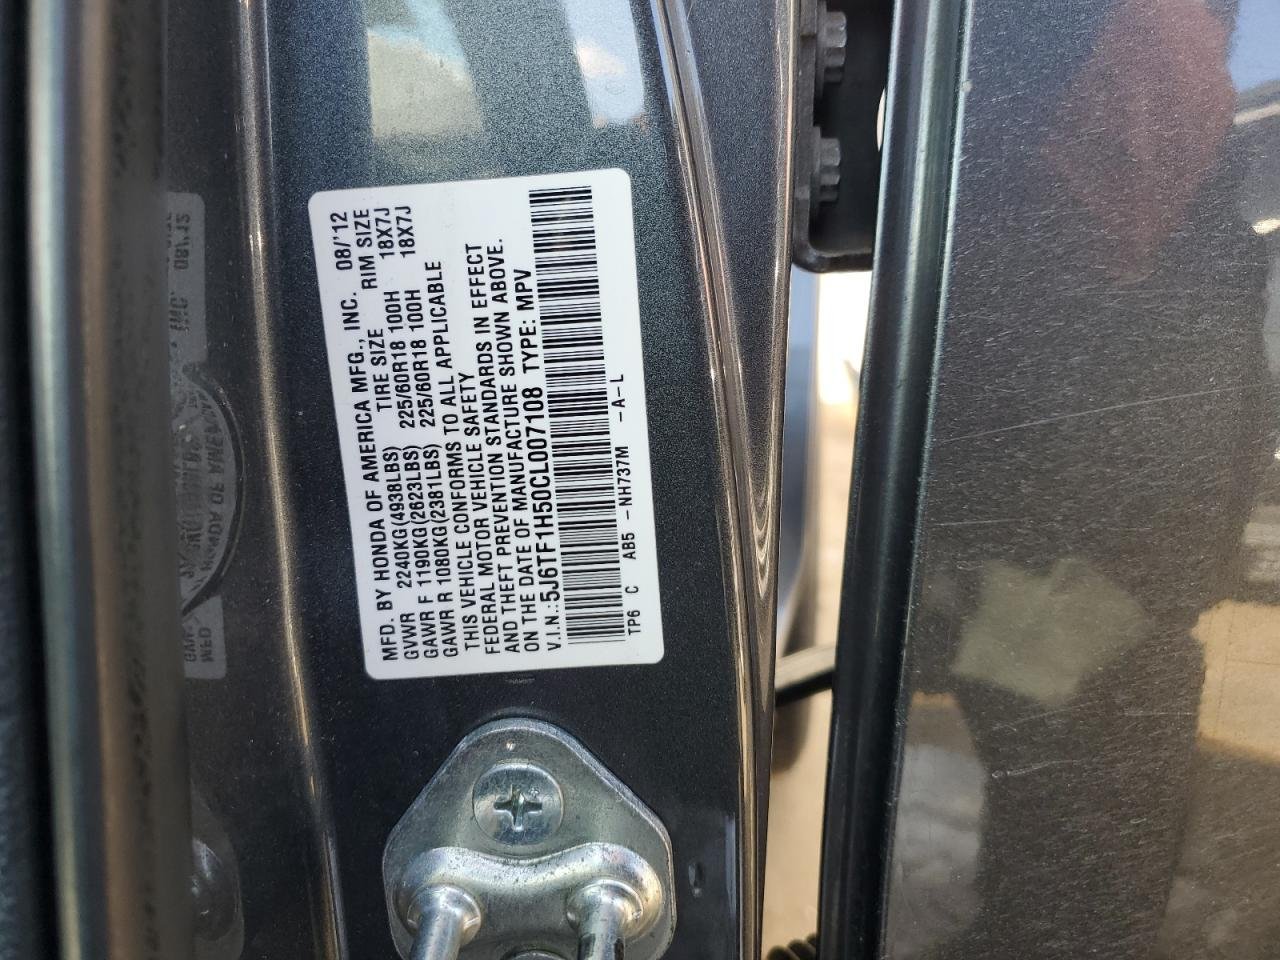 MFD. BY HONDA OF AMERICA MFG., INC. 08/'12
GVWR 2240KG(4938LBS) TIRE SIZE RIM SIZE
GAWR F 1190KG(2623LBS) 225/60R18 100H 18X7J
GAWR R 1080KG(2381LBS) 225/60R18 100H 18X7J
THIS VEHICLE CONFORMS TO ALL APPLICABLE
FEDERAL MOTOR VEHICLE SAFETY
AND THEFT PREVENTION STANDARDS IN EFFECT
ON THE DATE OF MANUFACTURE SHOWN ABOVE.
V.I.N.:5J6TF1H50CL007108 TYPE: MPV
TP6 C AB5 -NH737M -A-L